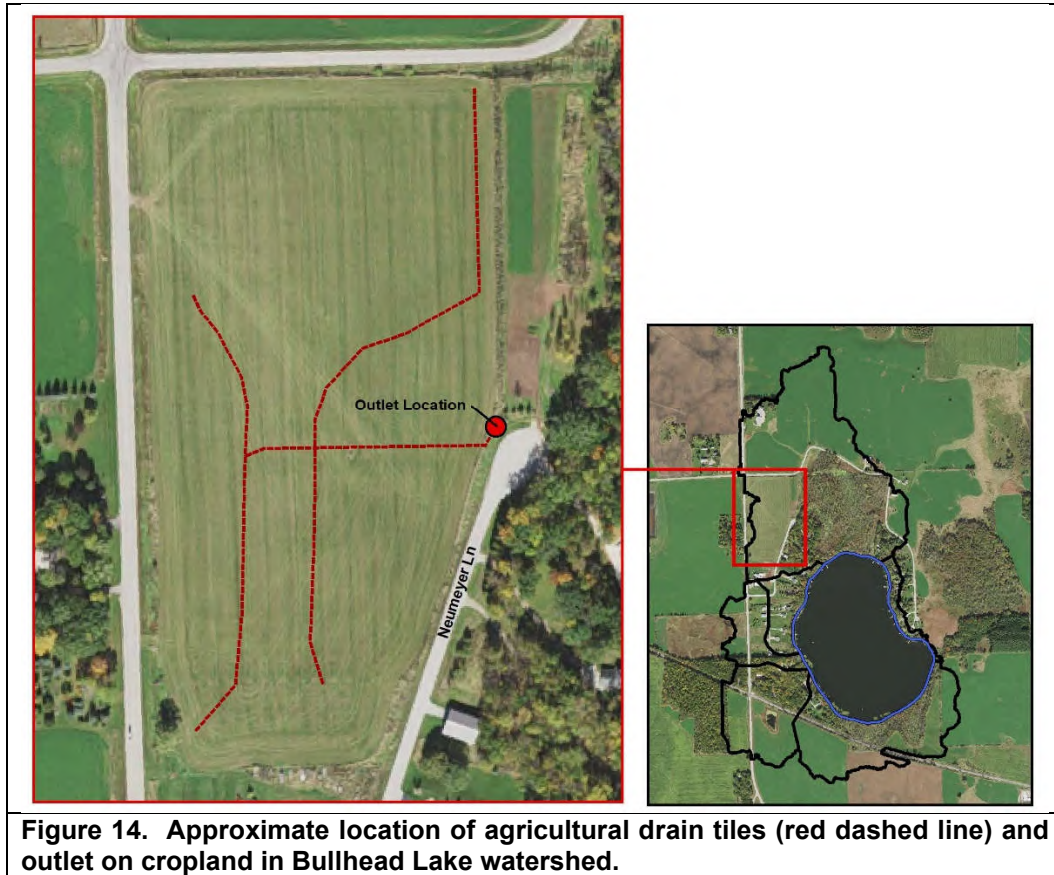 Outlet Location
Neumeyer Ln
Figure 14. Approximate location of agricultural drain tiles (red dashed line) and
outlet on cropland in Bullhead Lake watershed.